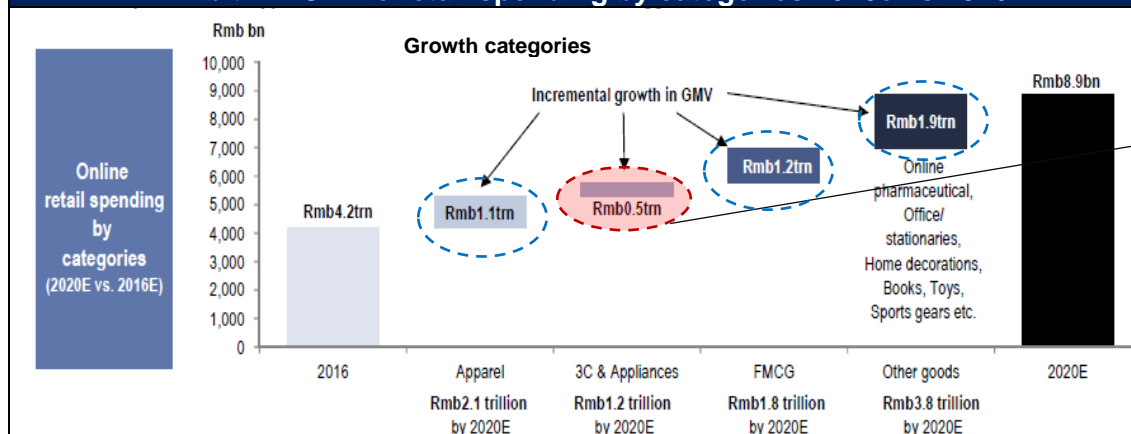 Rmb bn
Growth categories
10,000
9,000
8,000
7,000
6,000
5,000
4,000
3,000
2,000
1,000
0
Online
retail spending
by
categories
(2020E vs. 2016E)
Incremental growth in GMV
Rmb4.2trn
Rmb1.1trn
Rmb0.5trn
Rmb1.2trn
Rmb1.9trn
Rmb8.9bn
Online
pharmaceutical,
Office/
stationaries,
Home decorations,
Books, Toys,
Sports gears etc.
2016
Apparel
3C & Appliances
FMCG
Other goods
2020E
Rmb2.1 trillion
by 2020E
Rmb1.2 trillion
by 2020E
Rmb1.8 trillion
by 2020E
Rmb3.8 trillion
by 2020E